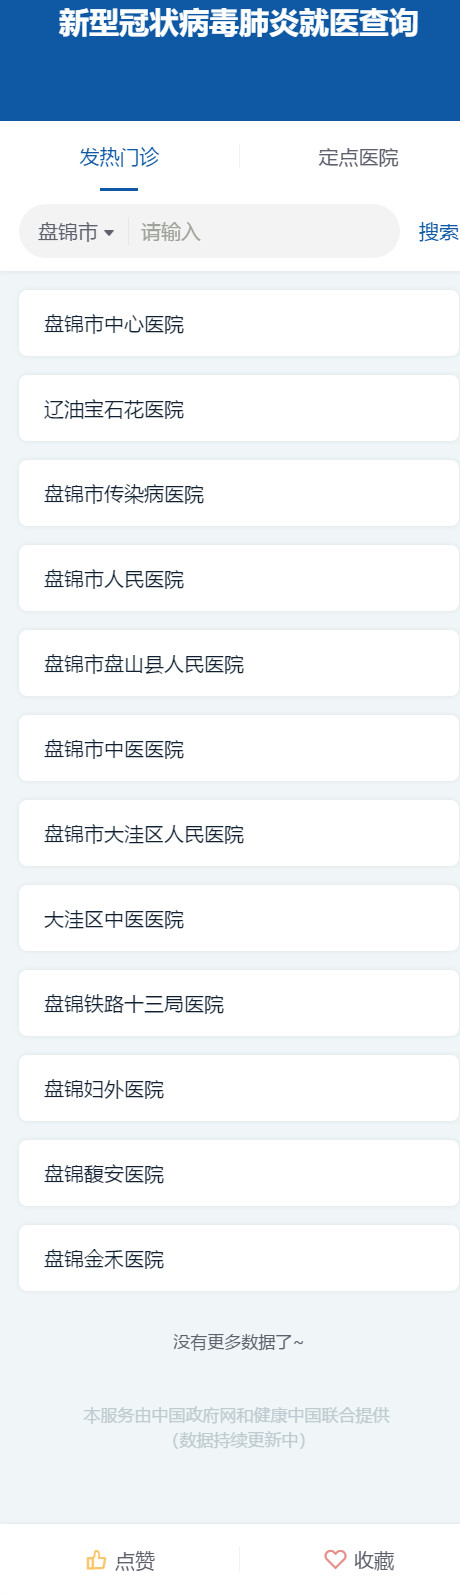 新型冠状病毒肺炎就医查询
发热门诊
定点医院
盘锦市
请输入
搜索
盘锦市中心医院
辽油宝石花医院
盘锦市传染病医院
盘锦市人民医院
盘锦市盘山县人民医院
盘锦市中医医院
盘锦市大洼区人民医院
大洼区中医医院
盘锦铁路十三局医院
盘锦妇外医院
盘锦馥安医院
盘锦金禾医院
没有更多数据了~
本服务由中国政府网和健康中国联合提供
（数据持续更新中）
点赞
收藏